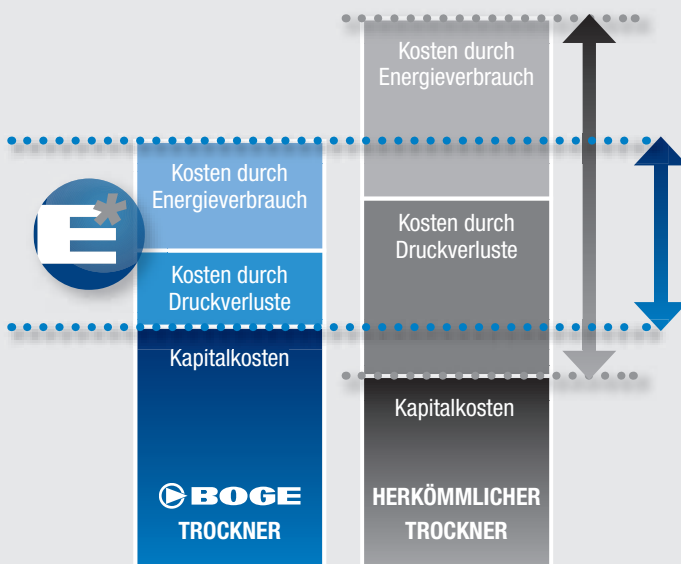 Kosten durch
Energieverbrauch
Kosten durch
Druckverluste
Kapitalkosten
BOGE
TROCKNER
Kosten durch
Energieverbrauch
Kosten durch
Druckverluste
Kapitalkosten
HERKÖMMLICHER
TROCKNER
E*